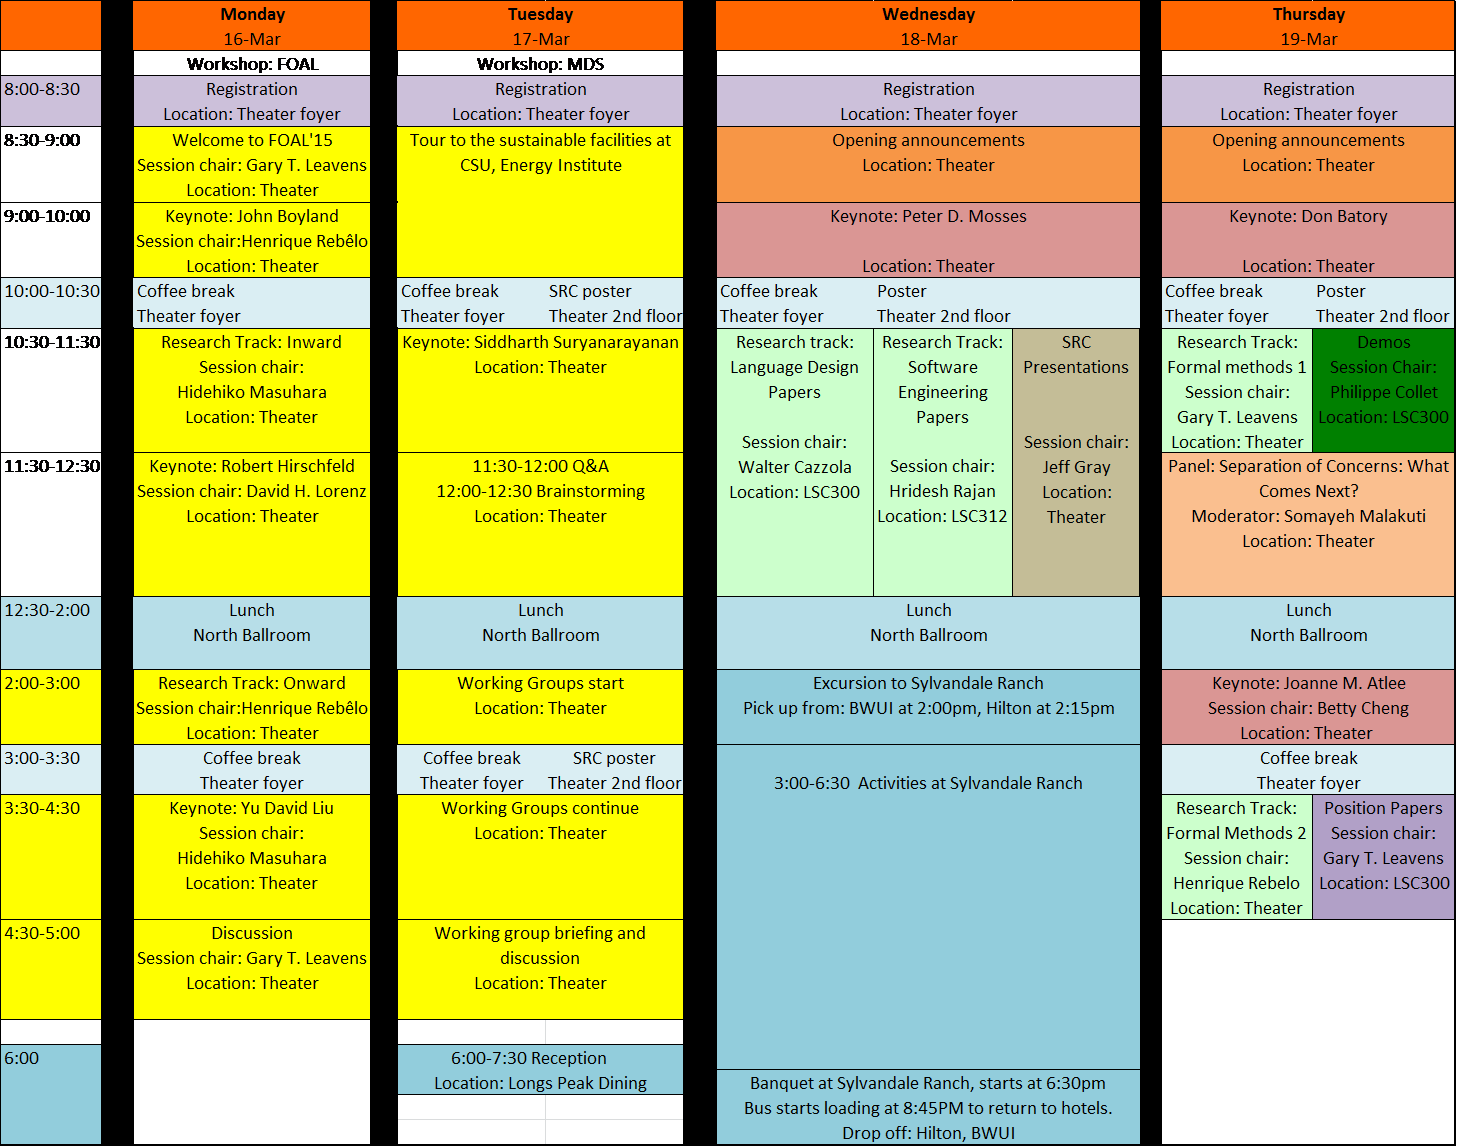 Monday
16-Mar
Tuesday
17-Mar
Wednesday
18-Mar
Thursday
19-Mar
Workshop: FOAL
Workshop: MDS
8:00-8:30
Registration
Location: Theater foyer
Registration
Location: Theater foyer
Registration
Location: Theater foyer
Registration
Location: Theater foyer
8:30-9:00
Welcome to FOAL'15
Session chair: Gary T. Leavens
Location: Theater
Tour to the sustainable facilities at
CSU, Energy Institute
Opening announcements
Location: Theater
Opening announcements
Location: Theater
9:00-10:00
Keynote: John Boyland
Session chair:Henrique Rebêlo
Location: Theater
Keynote: Peter D. Mosses
Location: Theater
Keynote: Don Batory
Location: Theater
10:00-10:30
Coffee break
Theater foyer
Coffee break
Theater foyer
SRC poster
Theater 2nd floor
Coffee break
Theater foyer
Poster
Theater 2nd floor
Coffee break
Theater foyer
Poster
Theater 2nd floor
10:30-11:30
Research Track: Inward
Session chair:
Hidehiko Masuhara
Location: Theater
Keynote: Siddharth Suryanarayanan
Location: Theater
Research track:
Language Design
Papers
Session chair:
Walter Cazzola
Location: LSC300
Research Track:
Software
Engineering
Papers
Session chair:
Hridesh Rajan
Location: LSC312
SRC
Presentations
Session chair:
Jeff Gray
Location:
Theater
Research Track:
Formal methods 1
Session chair:
Gary T. Leavens
Location: Theater
Demos
Session Chair:
Philippe Collet
Location: LSC300
11:30-12:30
Keynote: Robert Hirschfeld
Session chair: David H. Lorenz
Location: Theater
11:30-12:00 Q&A
12:00-12:30 Brainstorming
Location: Theater
Panel: Separation of Concerns: What
Comes Next?
Moderator: Somayeh Malakuti
Location: Theater
12:30-2:00
Lunch
North Ballroom
Lunch
North Ballroom
Lunch
North Ballroom
Lunch
North Ballroom
2:00-3:00
Research Track: Onward
Session chair:Henrique Rebêlo
Location: Theater
Working Groups start
Location: Theater
Excursion to Sylvandale Ranch
Pick up from: BWUI at 2:00pm, Hilton at 2:15pm
Keynote: Joanne M. Atlee
Session chair: Betty Cheng
Location: Theater
3:00-3:30
Coffee break
Theater foyer
Coffee break
Theater foyer
SRC poster
Theater 2nd floor
3:00-6:30 Activities at Sylvandale Ranch
Coffee break
Theater foyer
3:30-4:30
Keynote: Yu David Liu
Session chair:
Hidehiko Masuhara
Location: Theater
Working Groups continue
Location: Theater
Research Track:
Formal Methods 2
Session chair:
Henrique Rebelo
Location: Theater
Position Papers
Session chair:
Gary T. Leavens
Location: LSC300
4:30-5:00
Discussion
Session chair: Gary T. Leavens
Location: Theater
Working group briefing and
discussion
Location: Theater
6:00
6:00-7:30 Reception
Location: Longs Peak Dining
Banquet at Sylvandale Ranch, starts at 6:30pm
Bus starts loading at 8:45PM to return to hotels.
Drop off: Hilton, BWUI